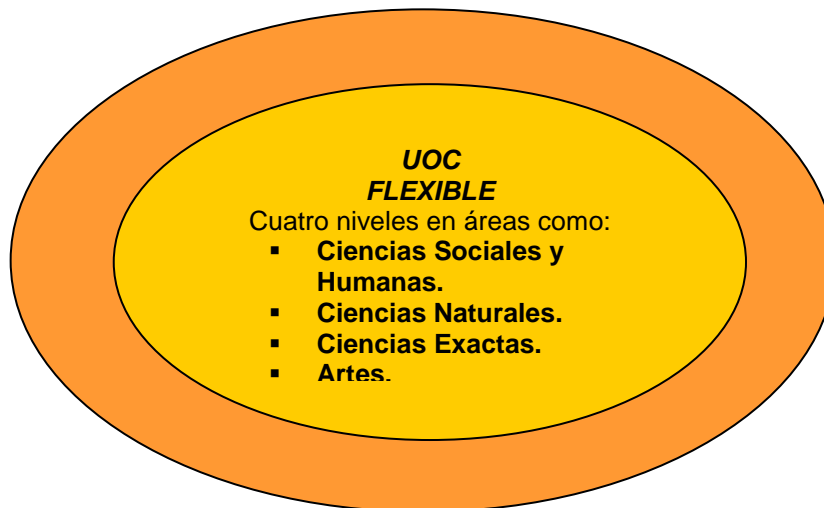 UOC
FLEXIBLE
Cuatro niveles en áreas como:
▪ Ciencias Sociales y
Humanas.
▪ Ciencias Naturales.
▪ Ciencias Exactas.
▪ Artes.